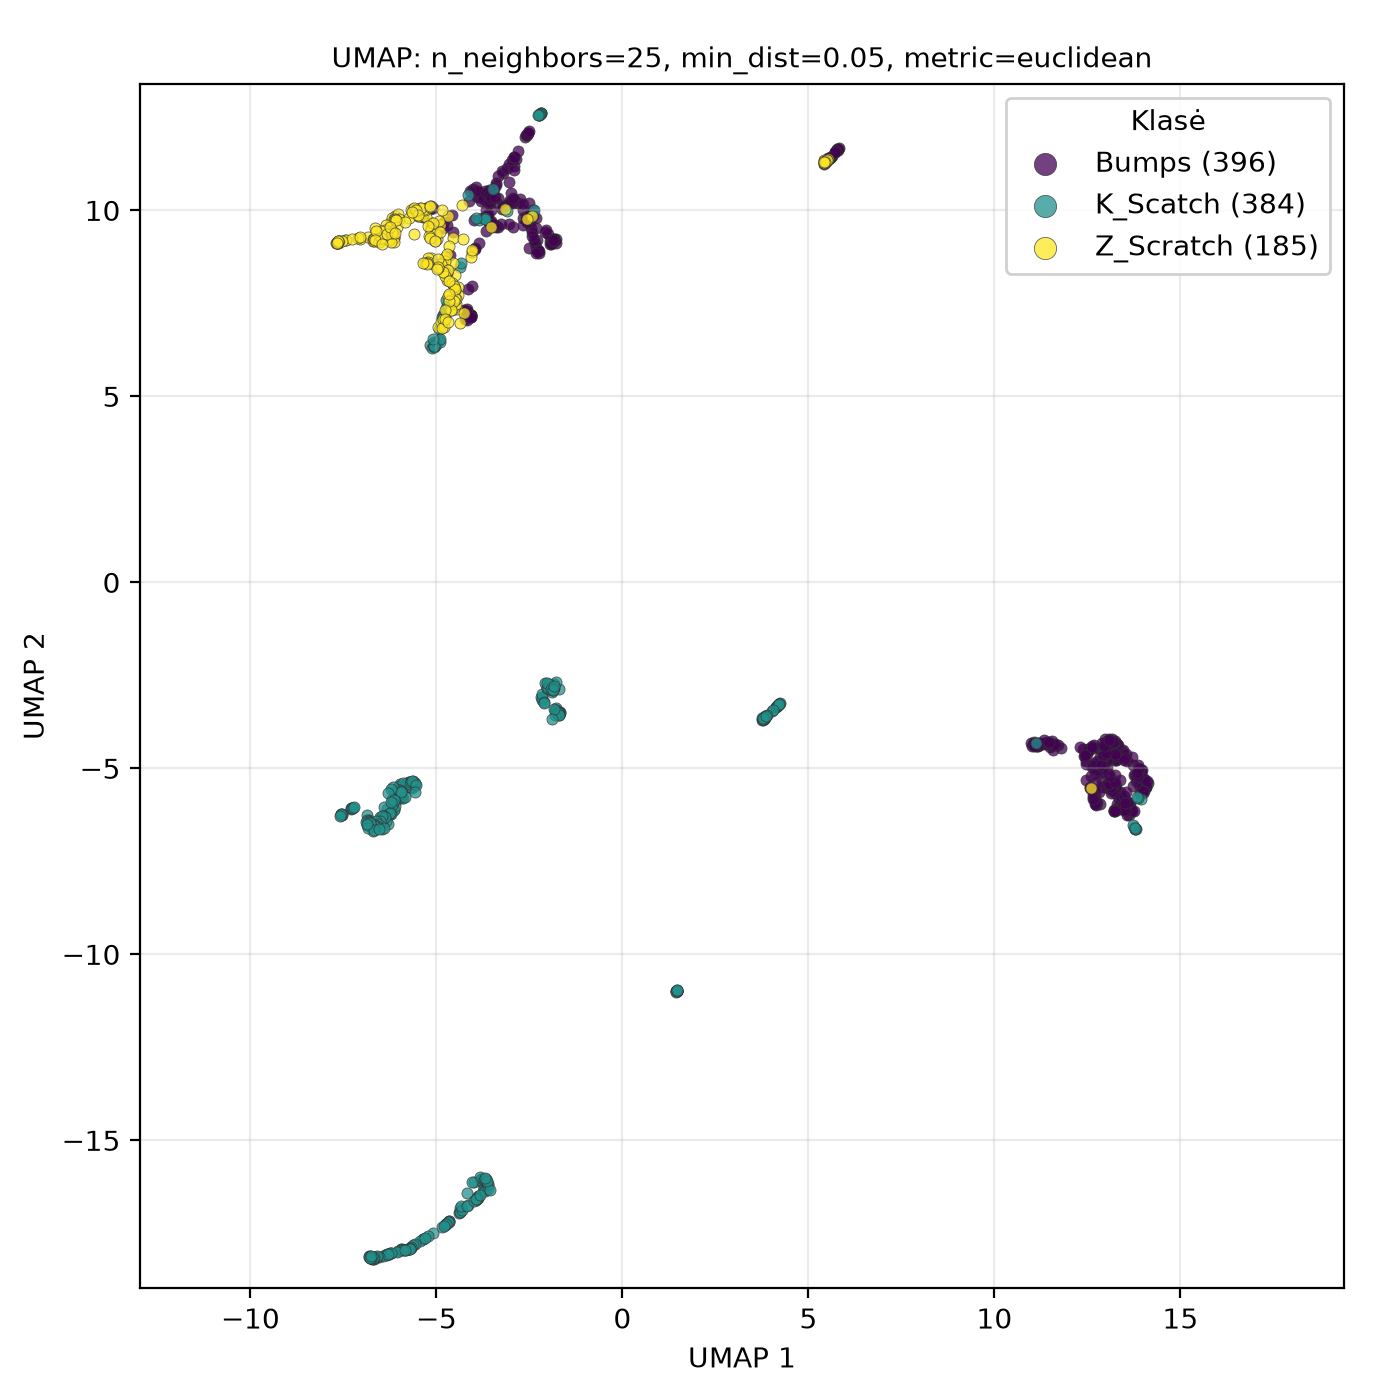 UMAP: n_neighbors=25, min_dist=0.05, metric=euclidean
Klasė
Bumps (396)
K_Scatch (384)
Z_Scratch (185)
10
5
0
−5
−10
−15
UMAP 2
−10
−5
0
5
10
15
UMAP 1